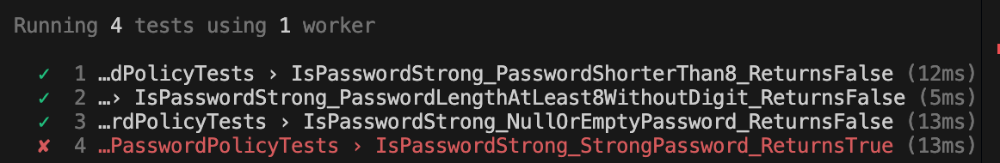 Running 4 tests using 1 worker
✓ 1 …dPolicyTests › IsPasswordStrong_PasswordShorterThan8_ReturnsFalse (12ms)
✓ 2 …› IsPasswordStrong_PasswordLengthAtLeast8WithoutDigit_ReturnsFalse (5ms)
✓ 3 …rdPolicyTests › IsPasswordStrong_NullOrEmptyPassword_ReturnsFalse (13ms)
✘ 4 …PasswordPolicyTests › IsPasswordStrong_StrongPassword_ReturnsTrue (13ms)